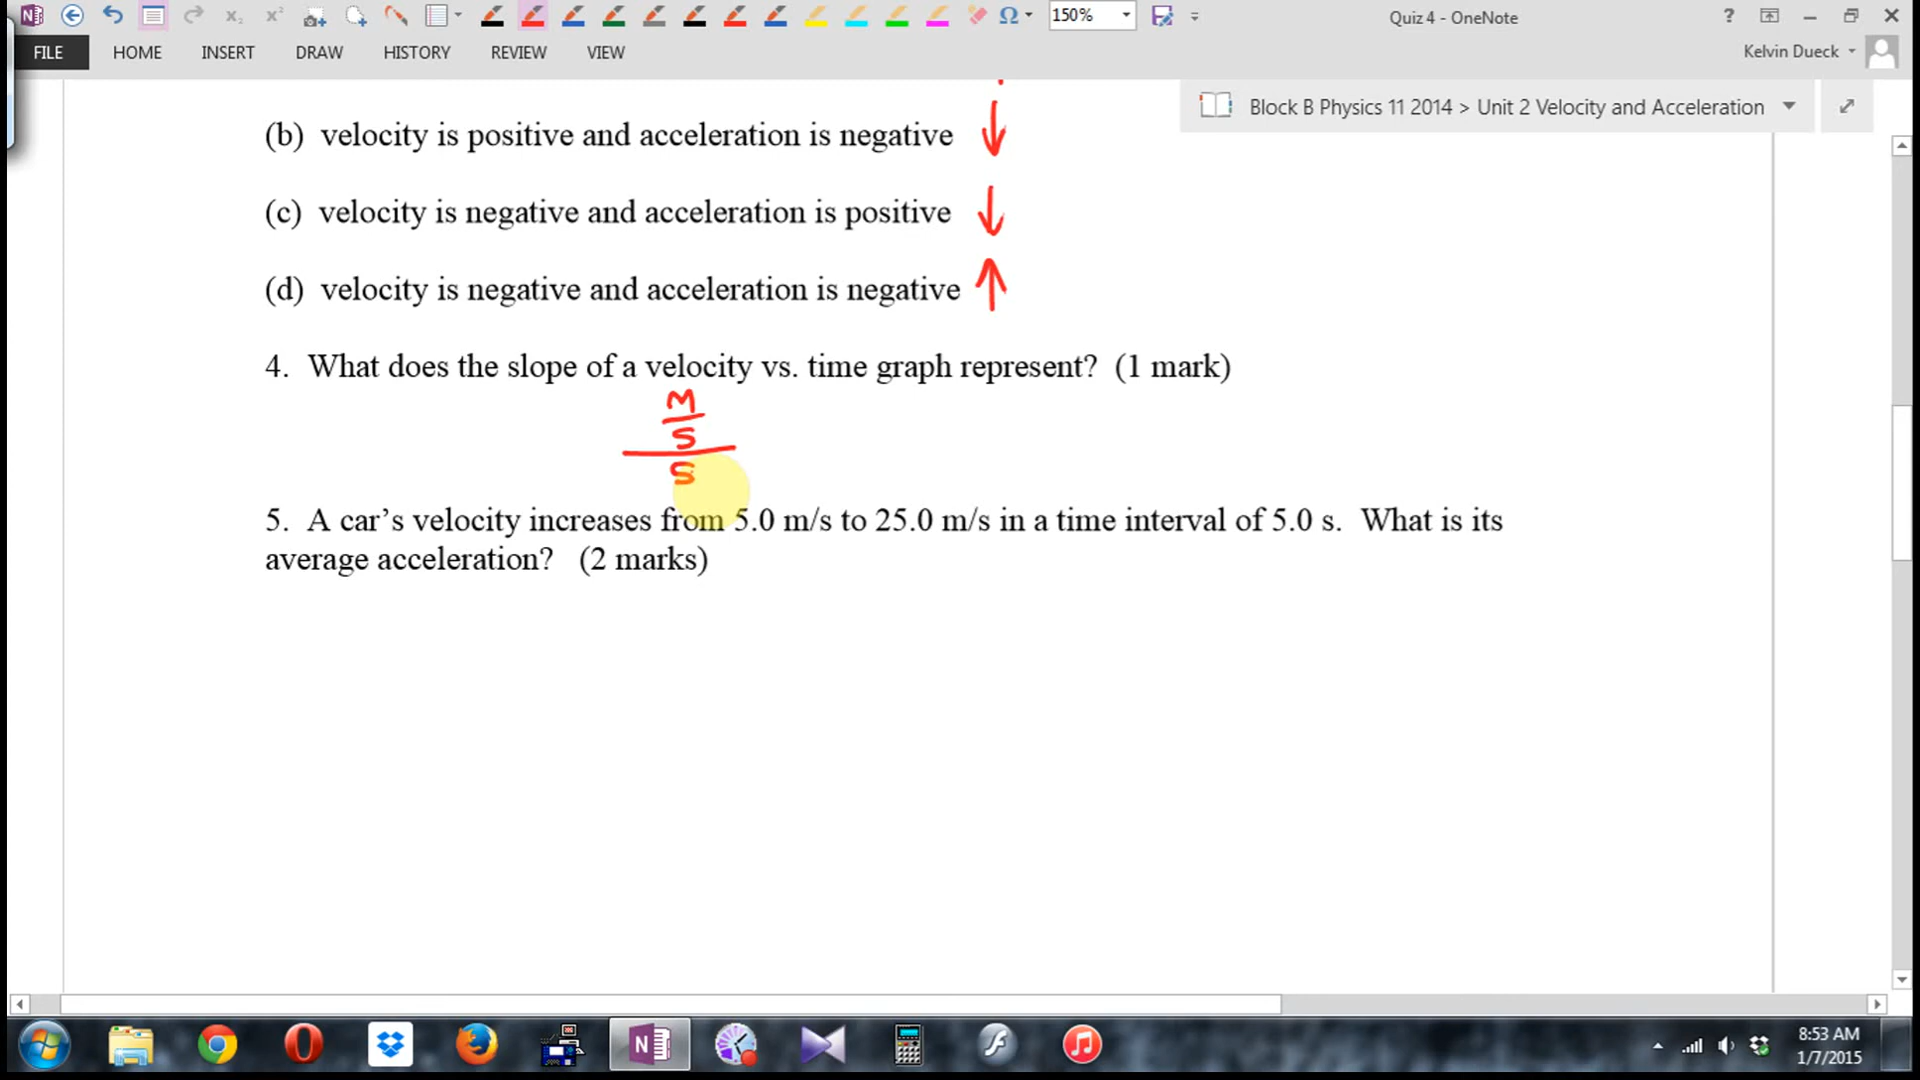 150%
Quiz 4 - OneNote
?
FILE
HOME
INSERT
DRAW
HISTORY
REVIEW
VIEW
Kelvin Dueck
Block B Physics 11 2014 > Unit 2 Velocity and Acceleration
(b) velocity is positive and acceleration is negative ↓
(c) velocity is negative and acceleration is positive ↓
(d) velocity is negative and acceleration is negative ↑
4. What does the slope of a velocity vs. time graph represent? (1 mark)
m
s
s
5. A car's velocity increases from 5.0 m/s to 25.0 m/s in a time interval of 5.0 s. What is its
average acceleration? (2 marks)
8:53 AM
1/7/2015